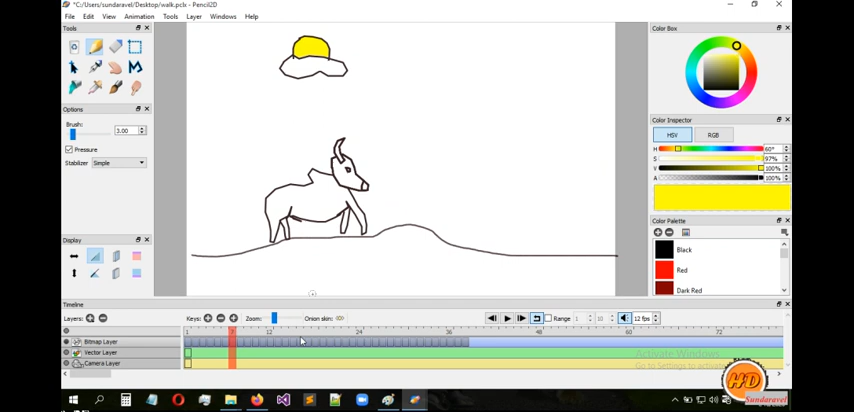 *C:/Users/sundaravel/Desktop/walk.pclx - Pencil2D
File Edit View Animation Tools Layer Windows Help
Tools
Color Box
Options
Brush:
3.00
Pressure
Stabilizer Simple
Color Inspector
HSV RGB
H 60°
S 97%
V 100%
A 100%
Color Palette
Black
Red
Dark Red
Display
Timeline
Layers: Keys: Zoom: Onion skin: Range 1 10 12 fps
1 7 12 24 36 48 60 72
Bitmap Layer
Vector Layer
Camera Layer
Activate Windows
Go to Settings to activate
HD
Sundaravel